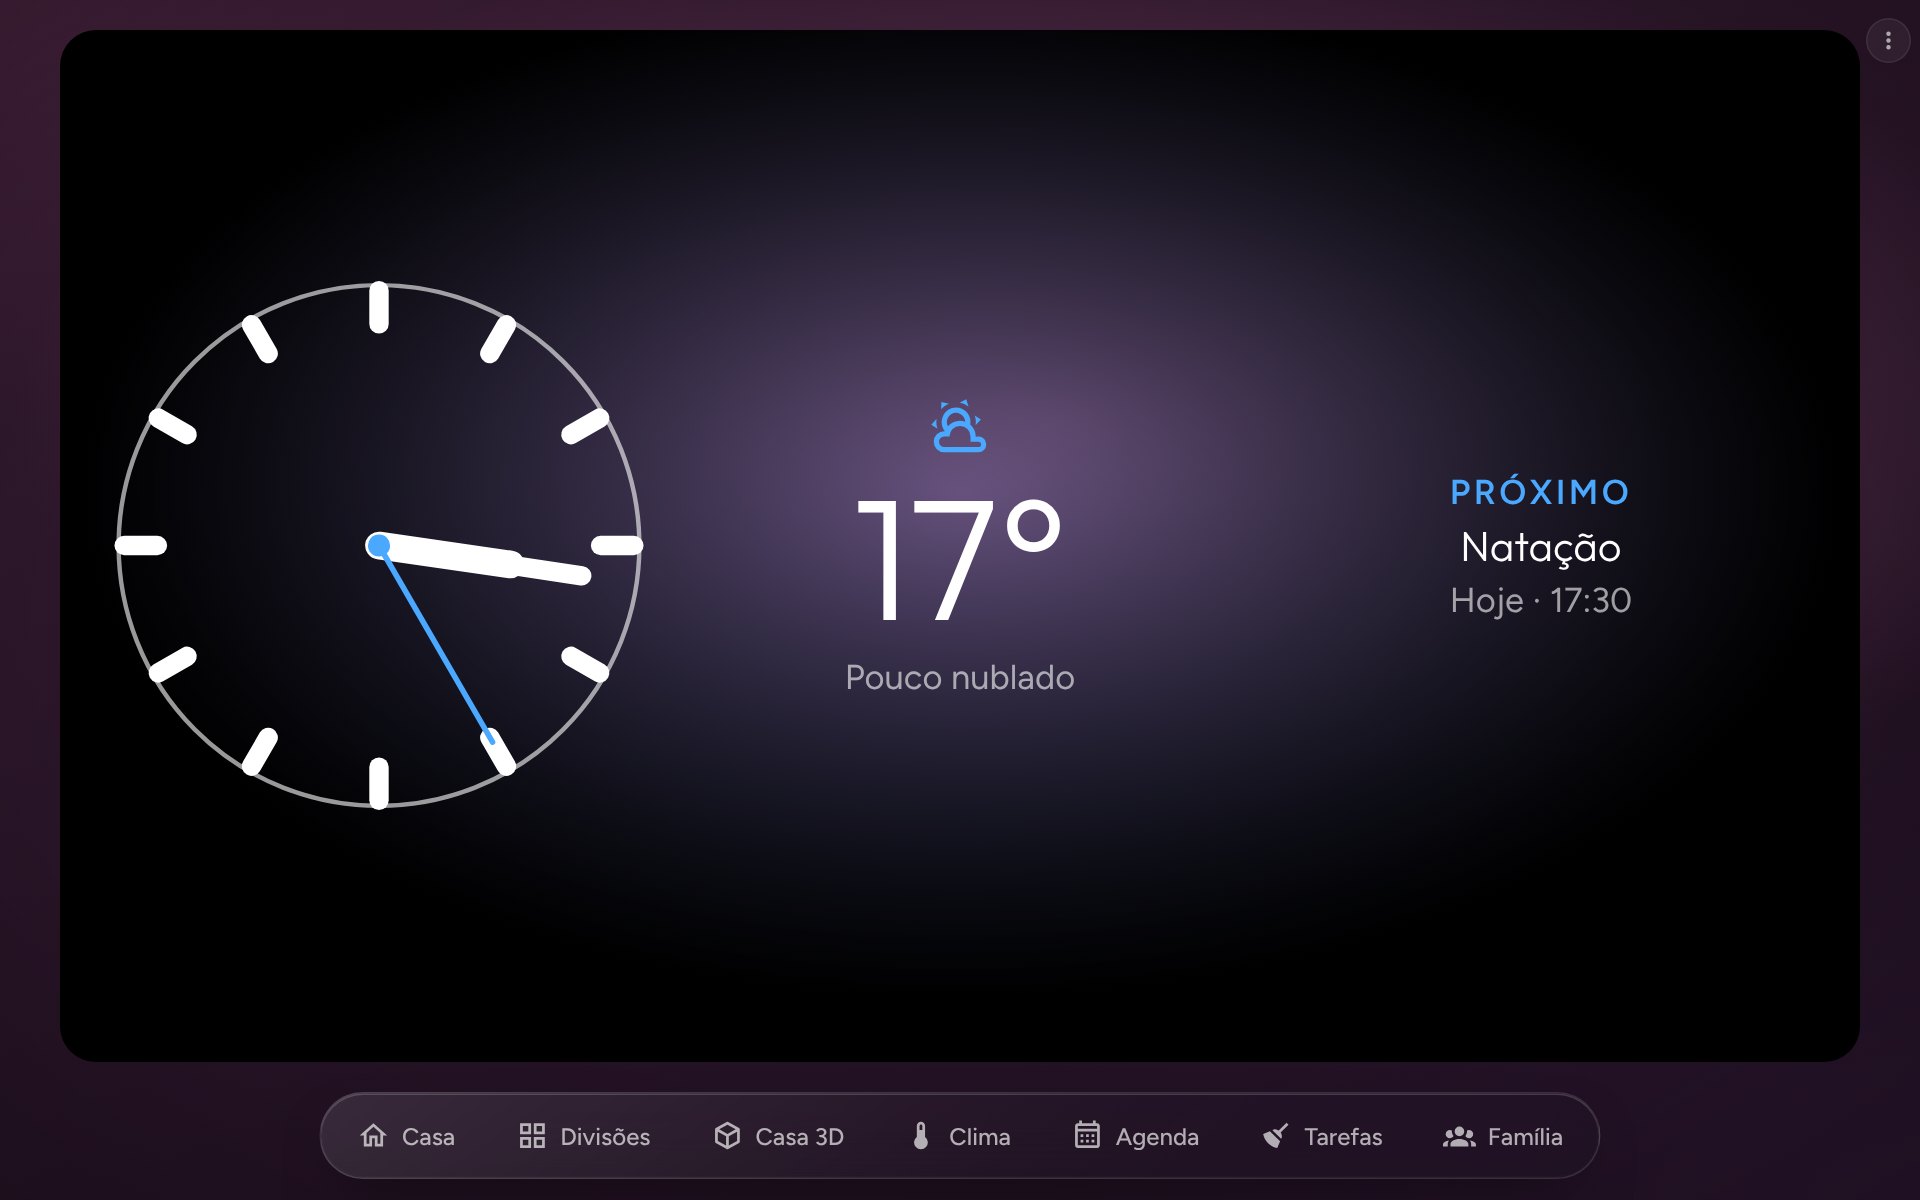 17°
Pouco nublado
PRÓXIMO
Natação
Hoje · 17:30
Casa
Divisões
Casa 3D
Clima
Agenda
Tarefas
Família